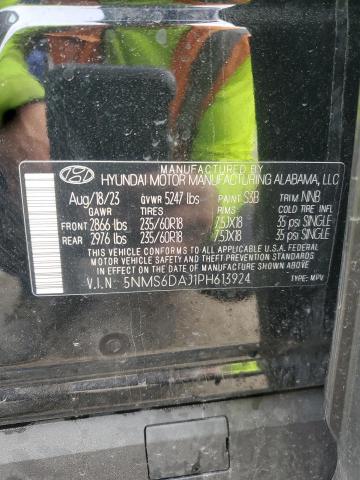 MANUFACTURED BY
HYUNDAI MOTOR MANUFACTURING ALABAMA, LLC
Aug/18/23 GVWR 5247 lbs PAINT S3B TRIM NNB
GAWR TIRES RIMS COLD TIRE INFL.
FRONT 2866 lbs 235/60R18 7.5JX18 35 psi SINGLE
REAR 2976 lbs 235/60R18 7.5JX18 35 psi SINGLE
THIS VEHICLE CONFORMS TO ALL APPLICABLE FEDERAL
MOTOR VEHICLE SAFETY AND THEFT PREVENTION STANDARDS
IN EFFECT ON THE DATE OF MANUFACTURE SHOWN ABOVE.
V.I.N: 5NMS6DAJ1PH613924 TYPE: MPV